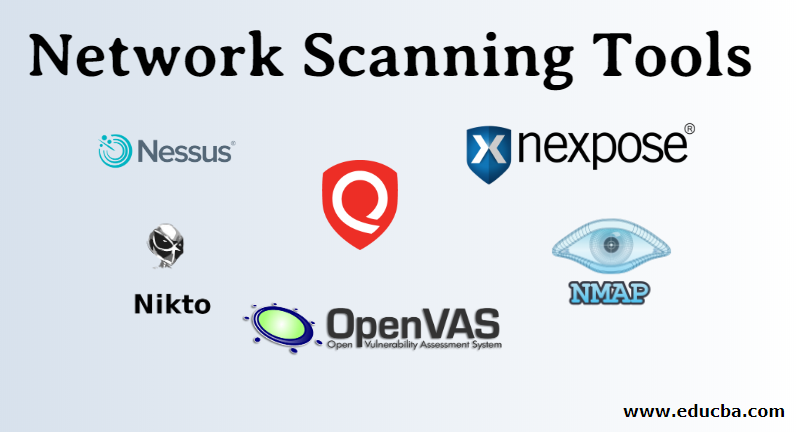 Network Scanning Tools
Nessus®
nexpose®
Nikto
NMAP
OpenVAS
Open Vulnerability Assessment System
www.educba.com